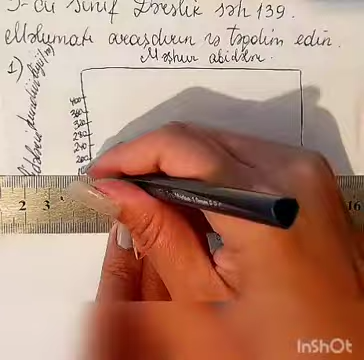 5-ci sinif Dərslik səh 139.
Məlumatı araşdırın və təqdim edin.
1)
Məşhur abidələr.
400
360
320
280
240
200
2 3
16
InShOt